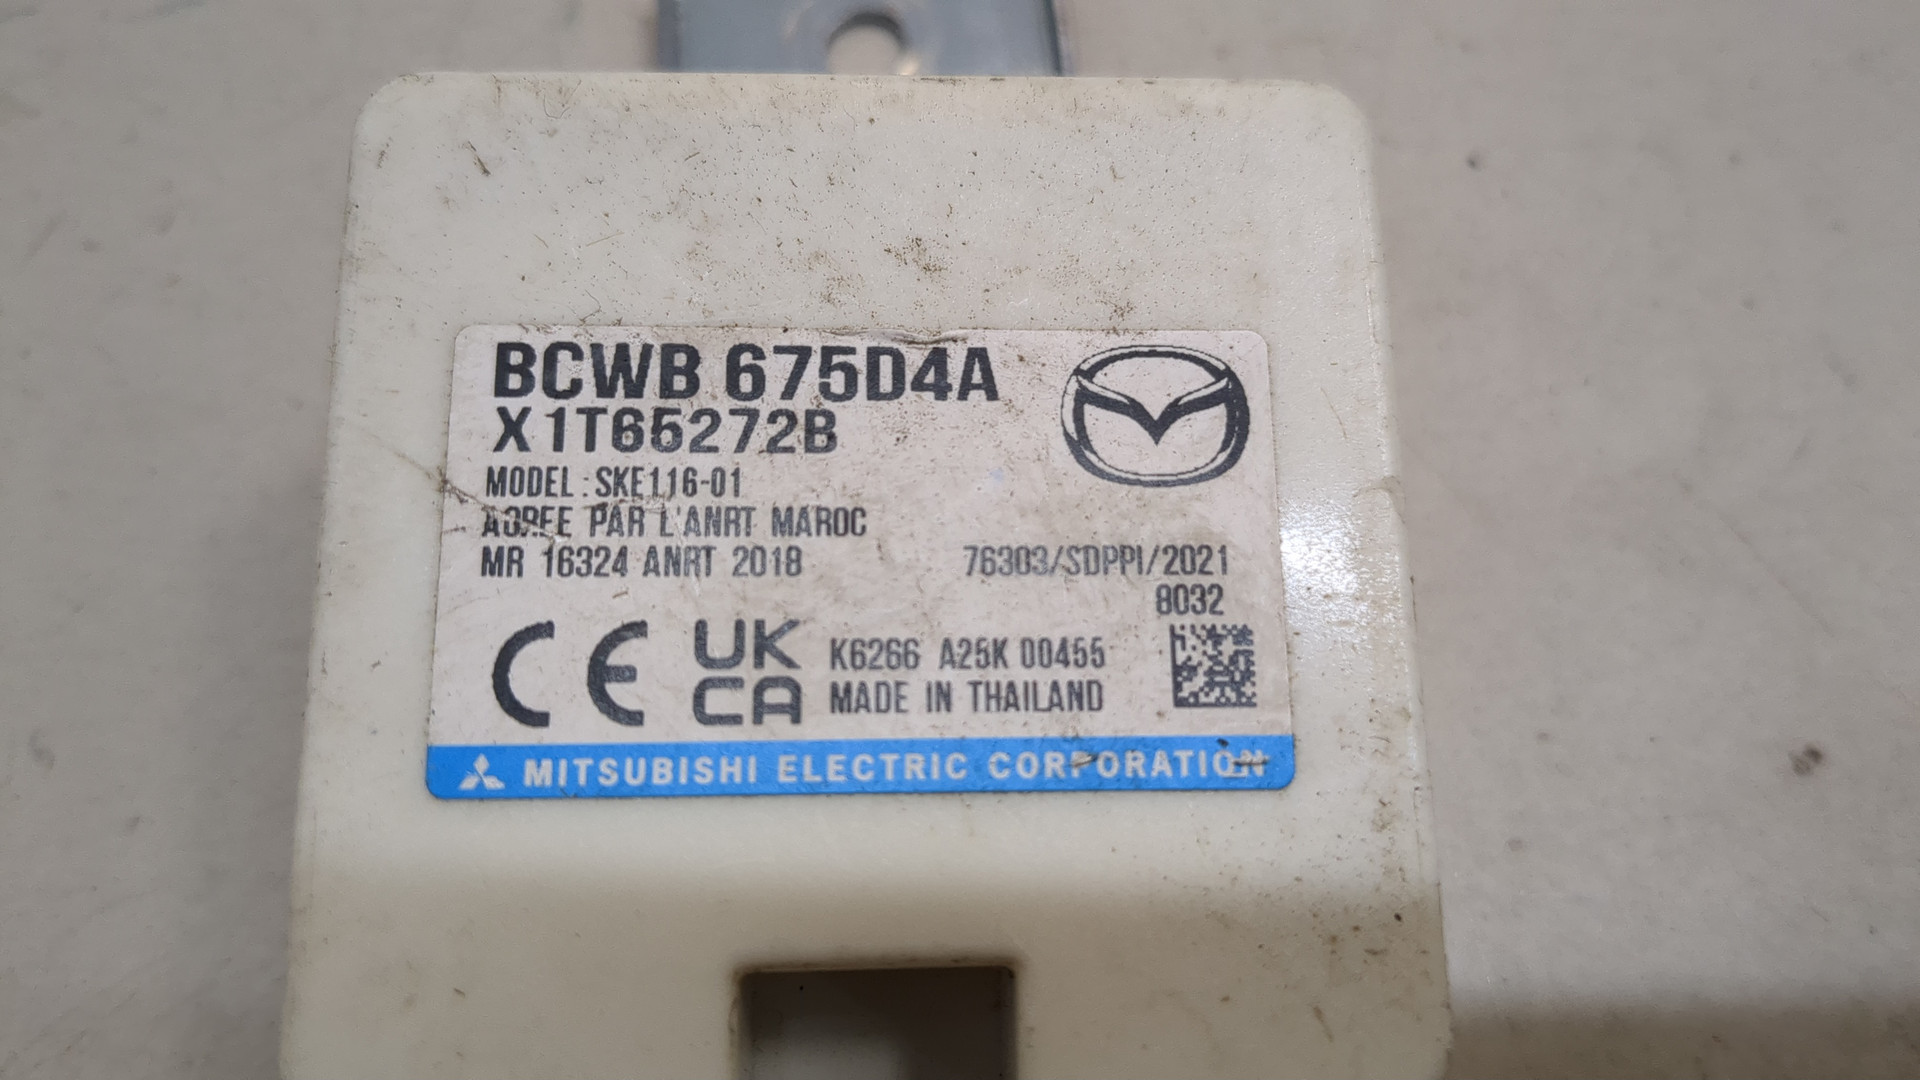 BCWB 675D4A
X1T65272B
MODEL : SKE116-01
AGREE PAR L'ANRT MAROC
MR 16324 ANRT 2018 76303/SDPPI/2021
8032
CE UK CA K6266 A25K 00455
MADE IN THAILAND
MITSUBISHI ELECTRIC CORPORATION